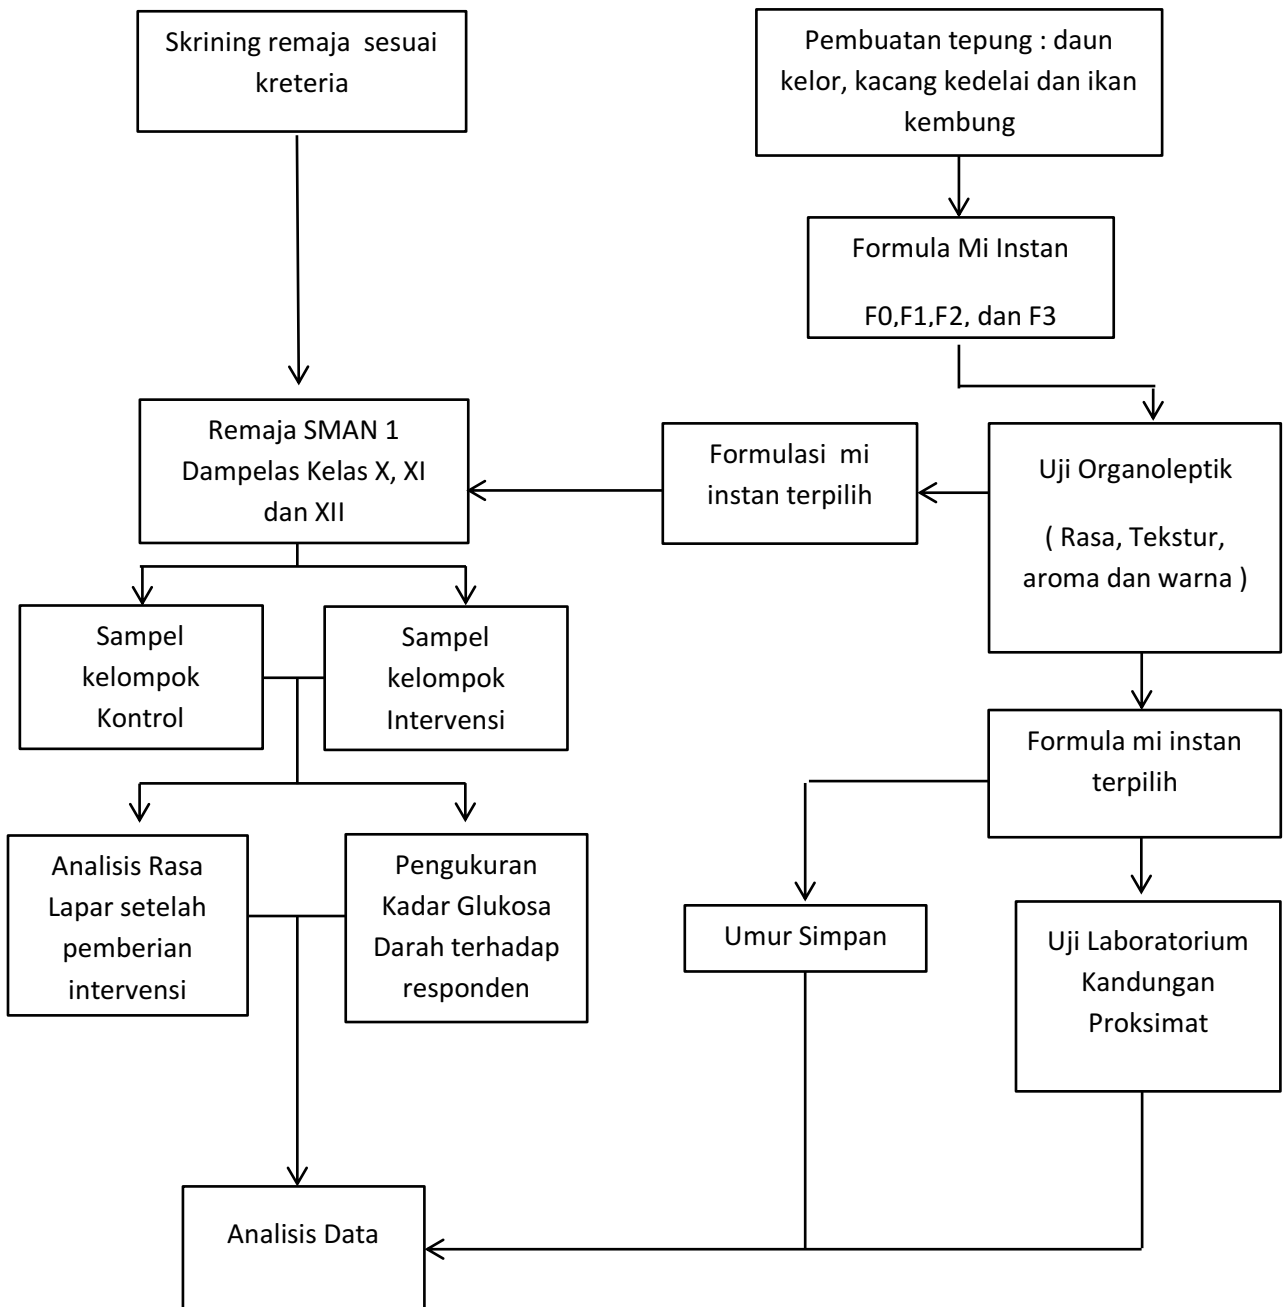 Skrining remaja  sesuai
kreteria
Pembuatan tepung : daun
kelor, kacang kedelai dan ikan
kembung
Formula Mi Instan
F0,F1,F2, dan F3
Remaja SMAN 1
Dampelas Kelas X, XI
dan XII
Formulasi  mi
instan terpilih
Uji Organoleptik
( Rasa, Tekstur,
aroma dan warna )
Sampel
kelompok
Kontrol
Sampel
kelompok
Intervensi
Formula mi instan
terpilih
Analisis Rasa
Lapar setelah
pemberian
intervensi
Pengukuran
Kadar Glukosa
Darah terhadap
responden
Umur Simpan
Uji Laboratorium
Kandungan
Proksimat
Analisis Data